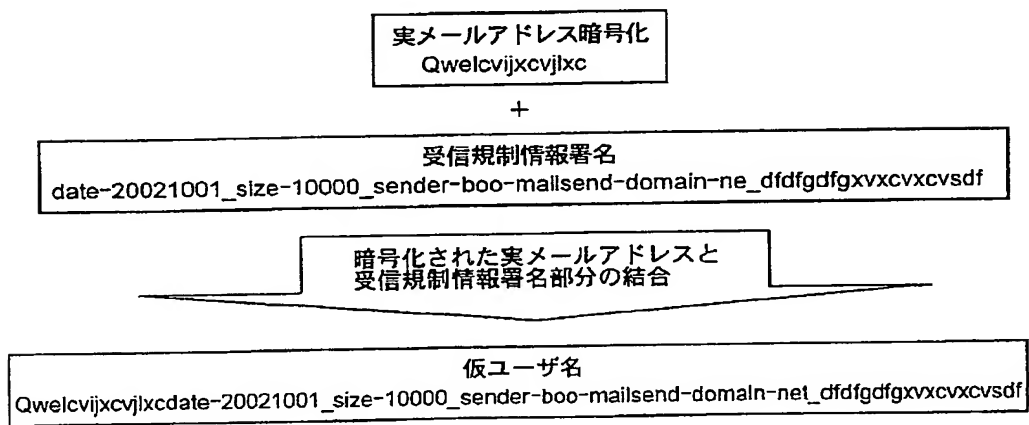 実メールアドレス暗号化
Qwelcvijxcvjlxc
+
受信規制情報署名
date-20021001_size-10000_sender-boo-mailsend-domain-ne_dfdfgdfgxvxcvxcvsdf
暗号化された実メールアドレスと
受信規制情報署名部分の結合
仮ユーザ名
Qwelcvijxcvjlxcdate-20021001_size-10000_sender-boo-mailsend-domain-net_dfdfgdfgxvxcvxcvsdf